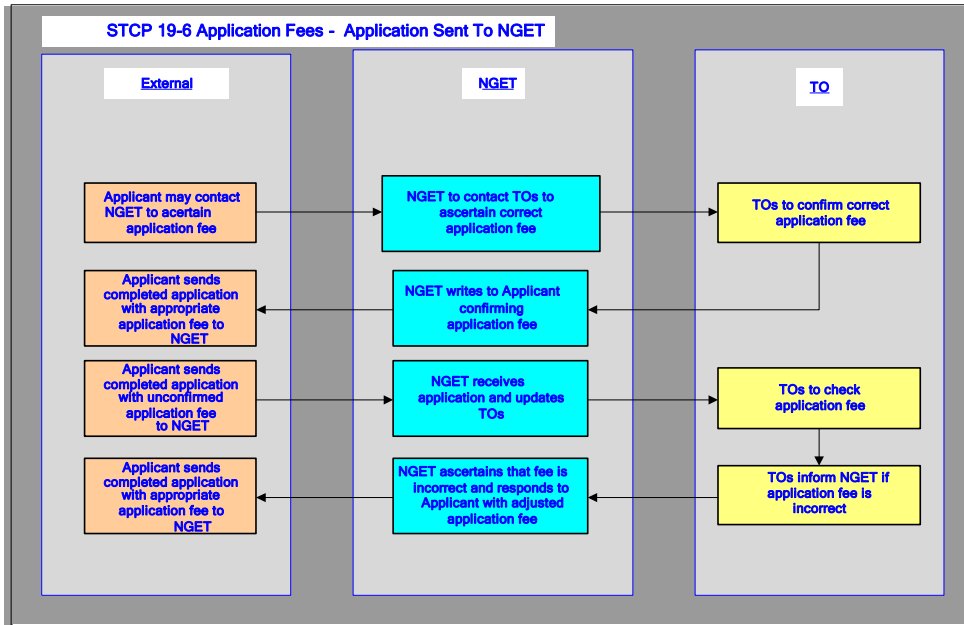 STCP 19-6 Application Fees - Application Sent To NGET
External
NGET
TO
Applicant may contact
NGET to acertain
application fee
NGET to contact TOs to
ascertain correct
application fee
TOs to confirm correct
application fee
Applicant sends
completed application
with appropriate
application fee to
NGET
NGET writes to Applicant
confirming
application fee
Applicant sends
completed application
with unconfirmed
application fee
to NGET
NGET receives
application and updates
TOs
TOs to check
application fee
Applicant sends
completed application
with appropriate
application fee to
NGET
NGET ascertains that fee is
incorrect and responds to
Applicant with adjusted
application fee
TOs inform NGET if
application fee is
incorrect